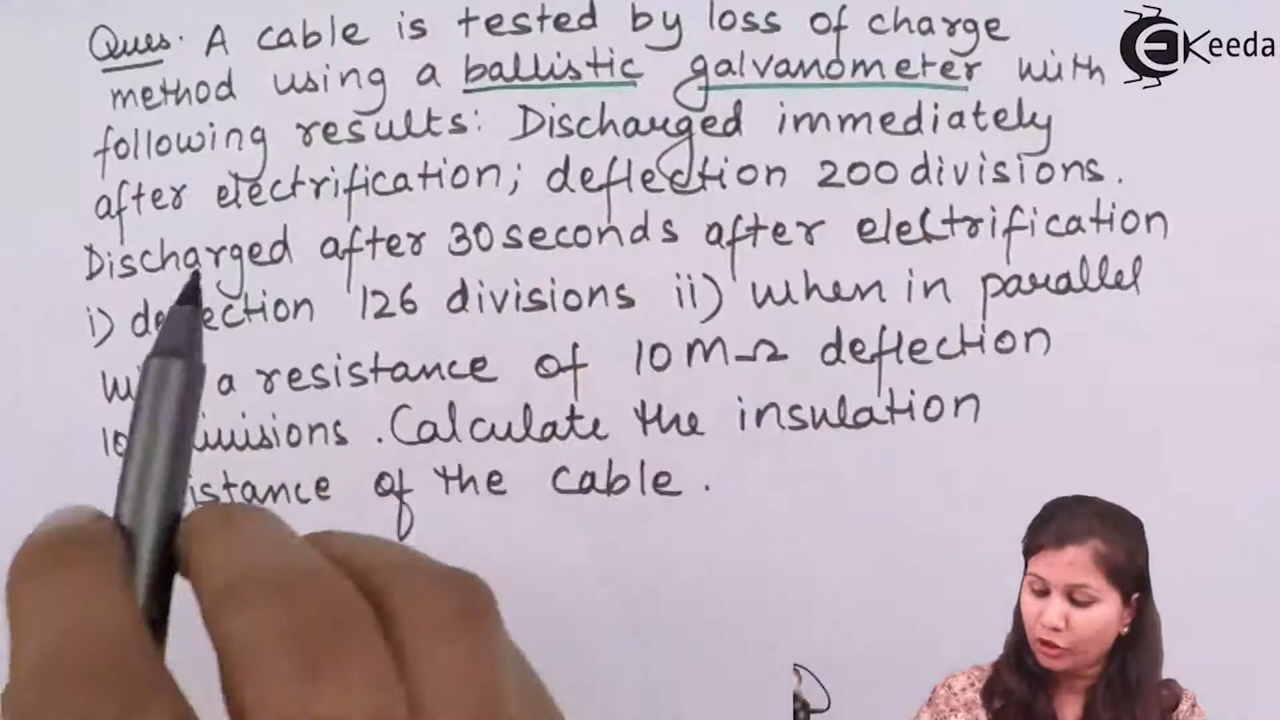 Ques. A cable is tested by loss of charge
method using a ballistic galvanometer with
following results: Discharged immediately
after electrification; deflection 200 divisions.
Discharged after 30 seconds after electrification
i) deflection 126 divisions ii) when in parallel
a resistance of 10 MΩ deflection
divisions. Calculate the insulation
of the cable.
eKeeda